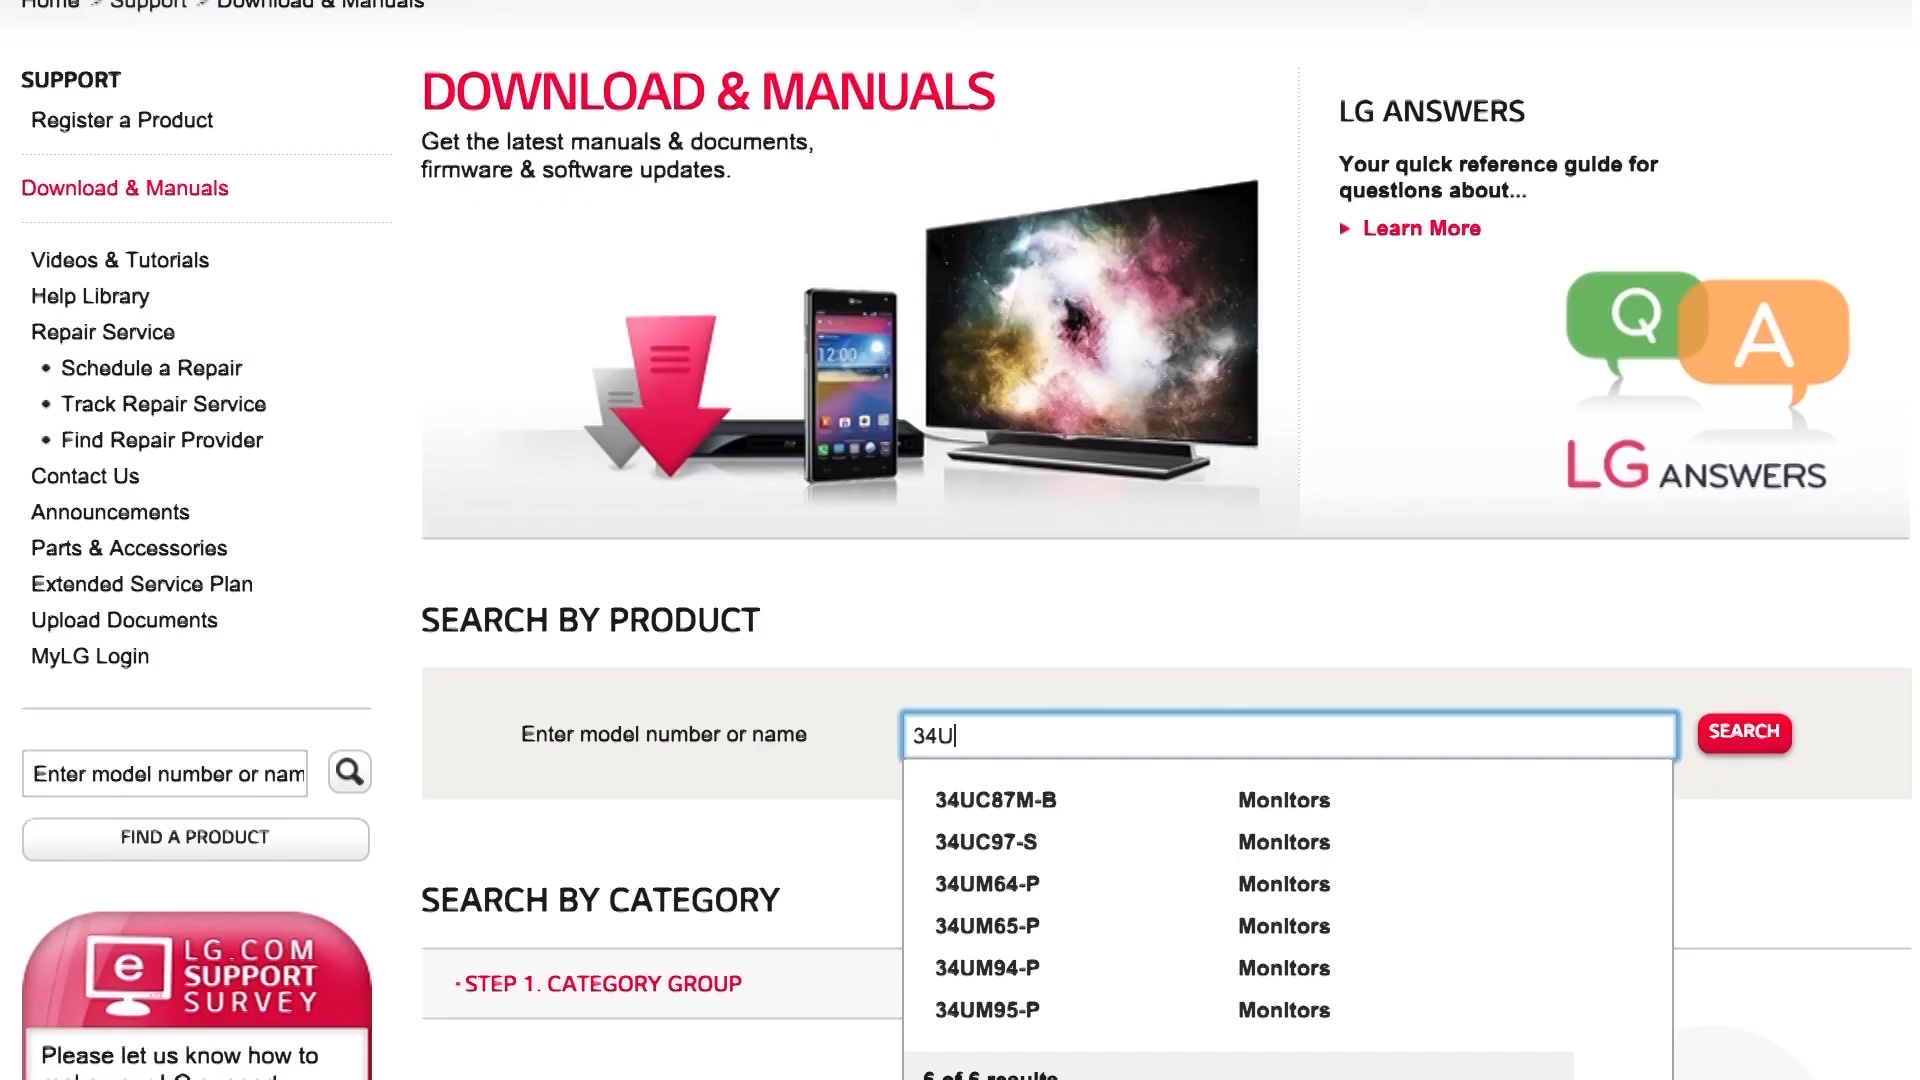 Home > Support > Download & Manuals
SUPPORT
Register a Product
Download & Manuals
Videos & Tutorials
Help Library
Repair Service
• Schedule a Repair
• Track Repair Service
• Find Repair Provider
Contact Us
Announcements
Parts & Accessories
Extended Service Plan
Upload Documents
MyLG Login
Enter model number or nam
FIND A PRODUCT
e
LG.COM
SUPPORT
SURVEY
Please let us know how to
DOWNLOAD & MANUALS
Get the latest manuals & documents,
firmware & software updates.
12:00
LG ANSWERS
Your quick reference guide for
questions about...
Learn More
Q A
LG ANSWERS
SEARCH BY PRODUCT
Enter model number or name
34U
SEARCH
34UC87M-B Monitors
34UC97-S Monitors
34UM64-P Monitors
34UM65-P Monitors
34UM94-P Monitors
34UM95-P Monitors
6 of 6 results
SEARCH BY CATEGORY
· STEP 1. CATEGORY GROUP